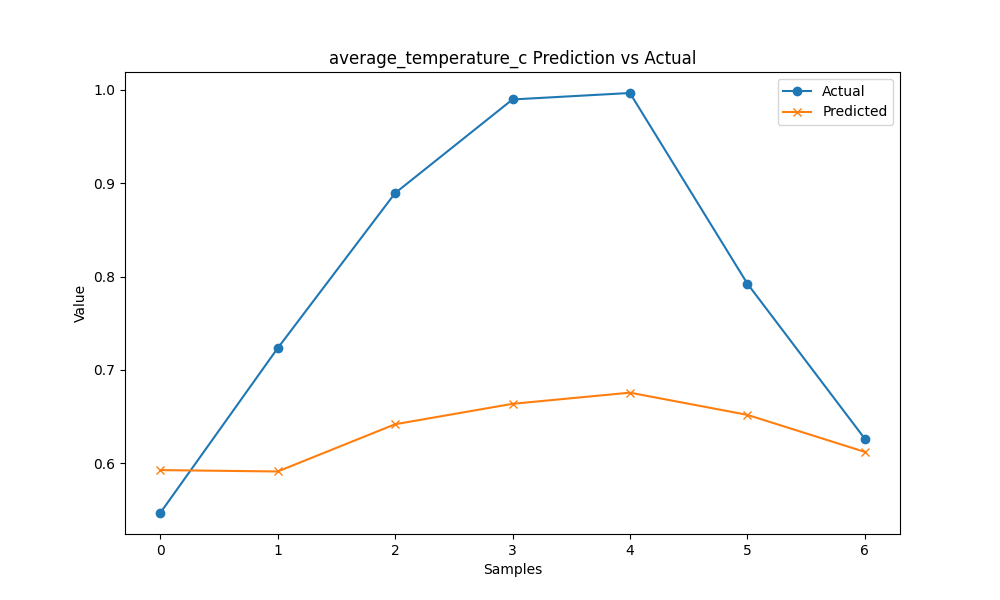 average_temperature_c Prediction vs Actual
Actual
Predicted
1.0
0.9
0.8
0.7
0.6
Value
0 1 2 3 4 5 6
Samples